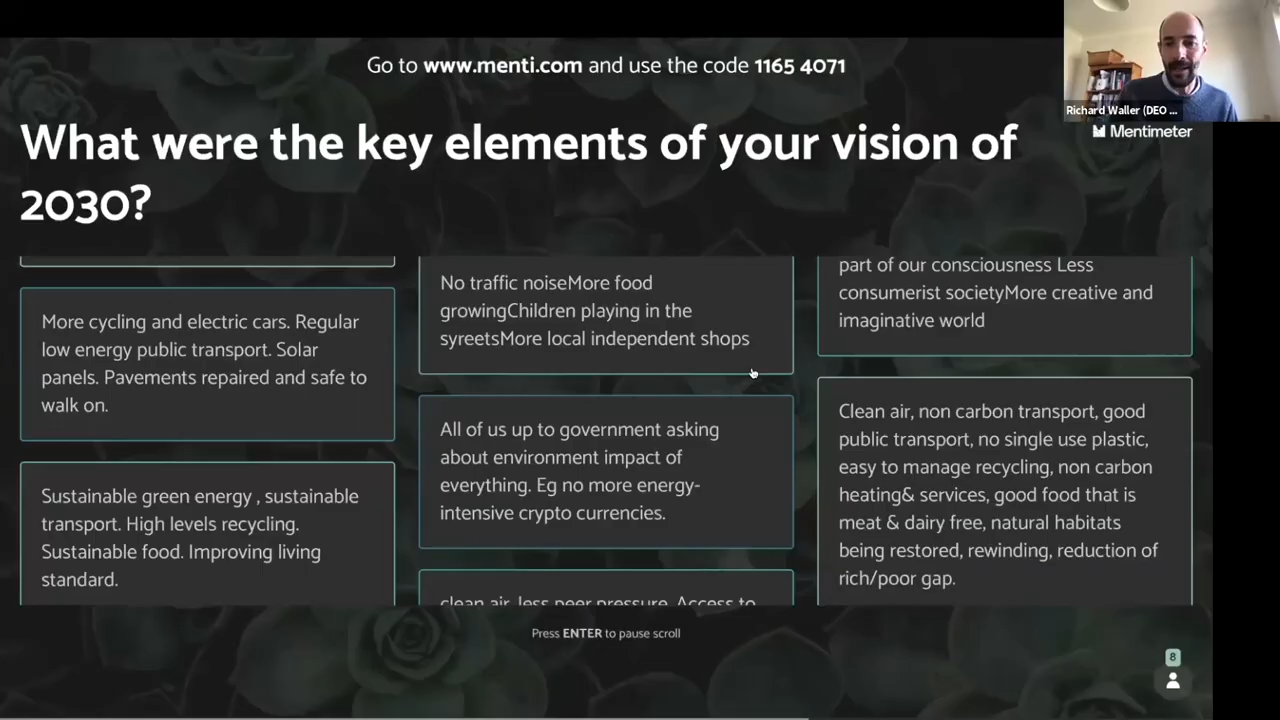 Go to www.menti.com and use the code 1165 4071
Richard Waller (DEO ...
Mentimeter
What were the key elements of your vision of
2030?
More cycling and electric cars. Regular
low energy public transport. Solar
panels. Pavements repaired and safe to
walk on.
Sustainable green energy , sustainable
transport. High levels recycling.
Sustainable food. Improving living
standard.
No traffic noiseMore food
growingChildren playing in the
syreetsMore local independent shops
All of us up to government asking
about environment impact of
everything. Eg no more energy-
intensive crypto currencies.
clean air, less peer pressure. Access to
part of our consciousness Less
consumerist societyMore creative and
imaginative world
Clean air, non carbon transport, good
public transport, no single use plastic,
easy to manage recycling, non carbon
heating& services, good food that is
meat & dairy free, natural habitats
being restored, rewinding, reduction of
rich/poor gap.
Press ENTER to pause scroll
8